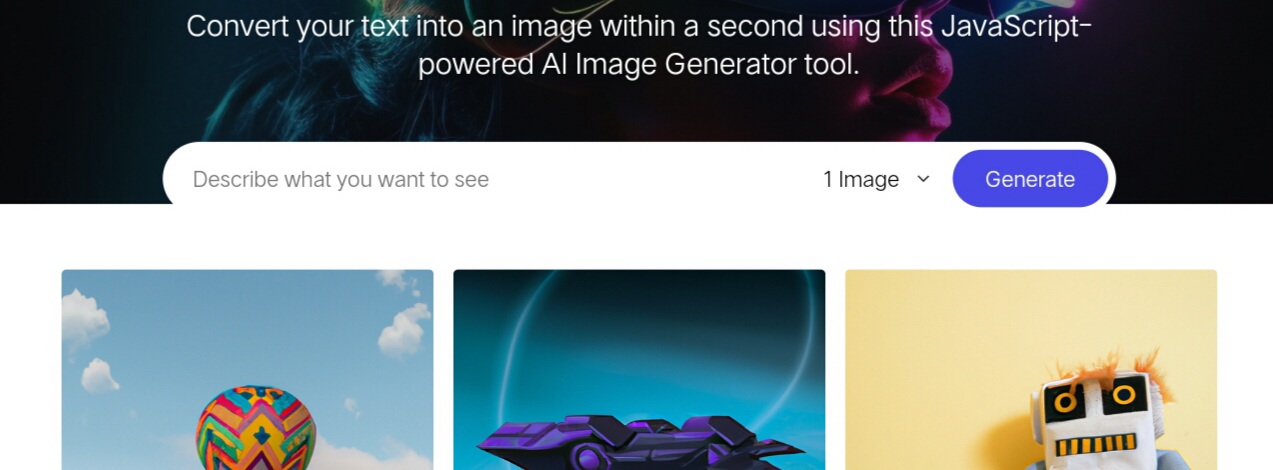 Convert your text into an image within a second using this JavaScript-
powered AI Image Generator tool.
Describe what you want to see
1 Image
Generate